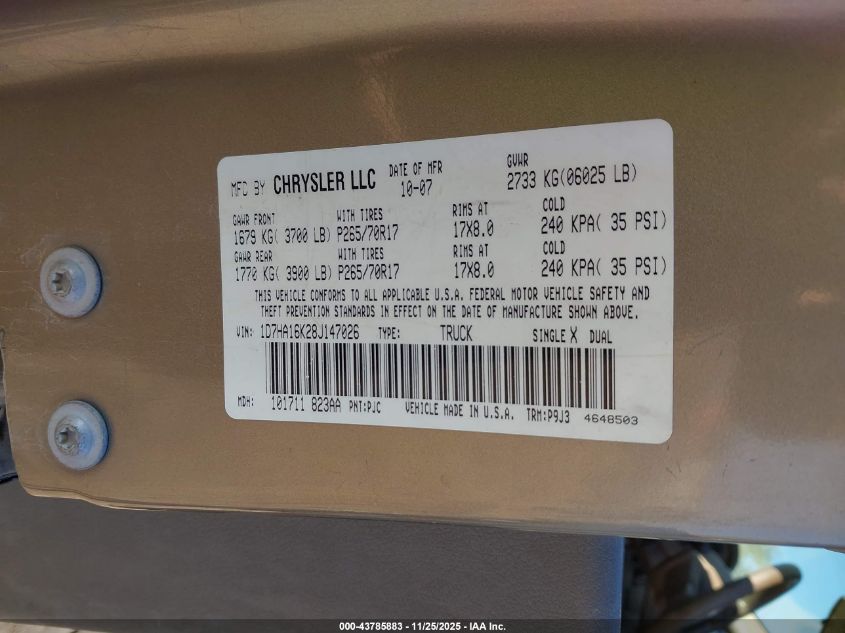 MFC BY CHRYSLER LLC DATE OF MFR 10-07 GVWR 2733 KG(06025 LB)
GAWR FRONT WITH TIRES RIMS AT COLD
1679 KG( 3700 LB) P265/70R17 17X8.0 240 KPA( 35 PSI)
GAWR REAR WITH TIRES RIMS AT COLD
1770 KG( 3900 LB) P265/70R17 17X8.0 240 KPA( 35 PSI)
THIS VEHICLE CONFORMS TO ALL APPLICABLE U.S.A. FEDERAL MOTOR VEHICLE SAFETY AND
THEFT PREVENTION STANDARDS IN EFFECT ON THE DATE OF MANUFACTURE SHOWN ABOVE.
VIN: 1D7HA16K28J147026 TYPE: TRUCK SINGLE X DUAL
MDH: 101711 823AA PNT:PJC VEHICLE MADE IN U.S.A. TRM:P9J3 4648503
000-43785883 - 11/25/2025 - IAA Inc.